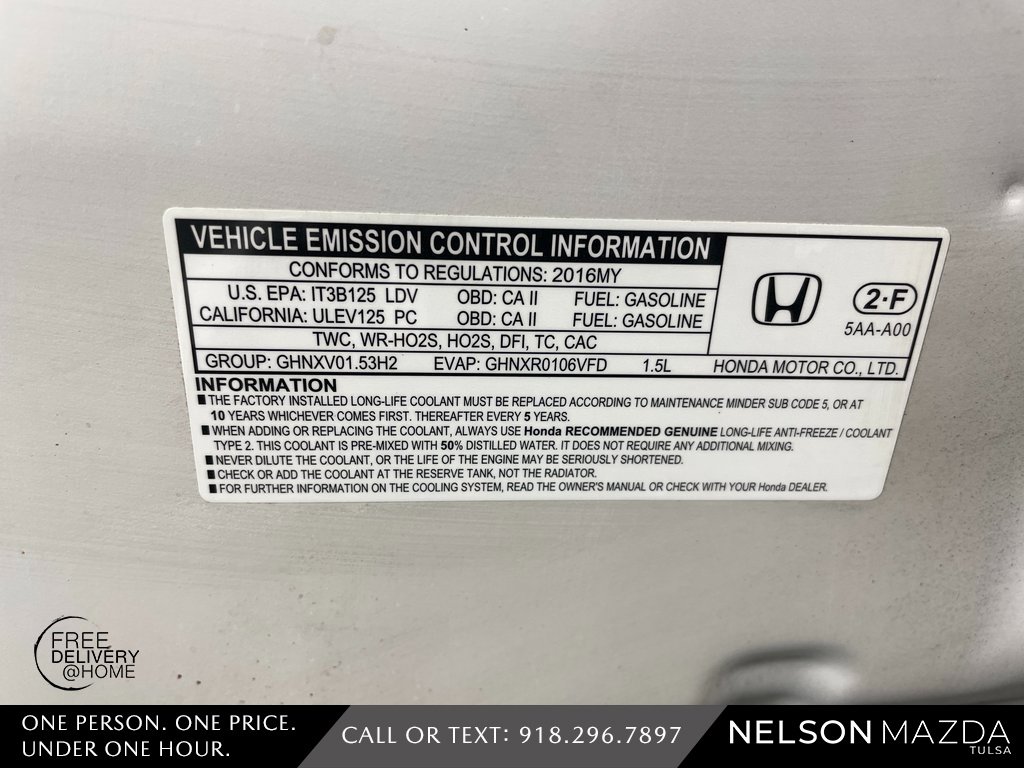 VEHICLE EMISSION CONTROL INFORMATION
CONFORMS TO REGULATIONS: 2016MY
U.S. EPA: IT3B125 LDV OBD: CA II FUEL: GASOLINE
CALIFORNIA: ULEV125 PC OBD: CA II FUEL: GASOLINE
TWC, WR-HO2S, HO2S, DFI, TC, CAC
GROUP: GHNXV01.53H2 EVAP: GHNXR0106VFD 1.5L
2·F
5AA-A00
HONDA MOTOR CO., LTD.
INFORMATION
■ THE FACTORY INSTALLED LONG-LIFE COOLANT MUST BE REPLACED ACCORDING TO MAINTENANCE MINDER SUB CODE 5, OR AT
10 YEARS WHICHEVER COMES FIRST. THEREAFTER EVERY 5 YEARS.
■ WHEN ADDING OR REPLACING THE COOLANT, ALWAYS USE Honda RECOMMENDED GENUINE LONG-LIFE ANTI-FREEZE / COOLANT
TYPE 2. THIS COOLANT IS PRE-MIXED WITH 50% DISTILLED WATER. IT DOES NOT REQUIRE ANY ADDITIONAL MIXING.
■ NEVER DILUTE THE COOLANT, OR THE LIFE OF THE ENGINE MAY BE SERIOUSLY SHORTENED.
■ CHECK OR ADD THE COOLANT AT THE RESERVE TANK, NOT THE RADIATOR.
■ FOR FURTHER INFORMATION ON THE COOLING SYSTEM, READ THE OWNER'S MANUAL OR CHECK WITH YOUR Honda DEALER.
FREE
DELIVERY
@HOME
ONE PERSON. ONE PRICE.
UNDER ONE HOUR.
CALL OR TEXT: 918.296.7897
NELSON MAZDA
TULSA